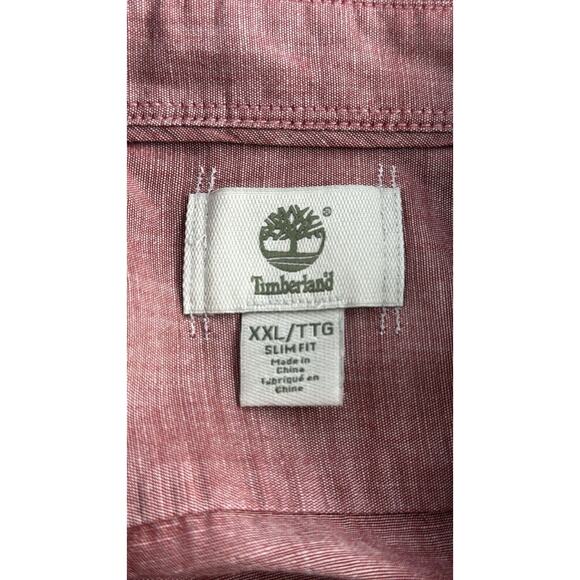 ®
Timberland
XXL/TTG
SLIM FIT
Made in
China
Fabriqué en
Chine